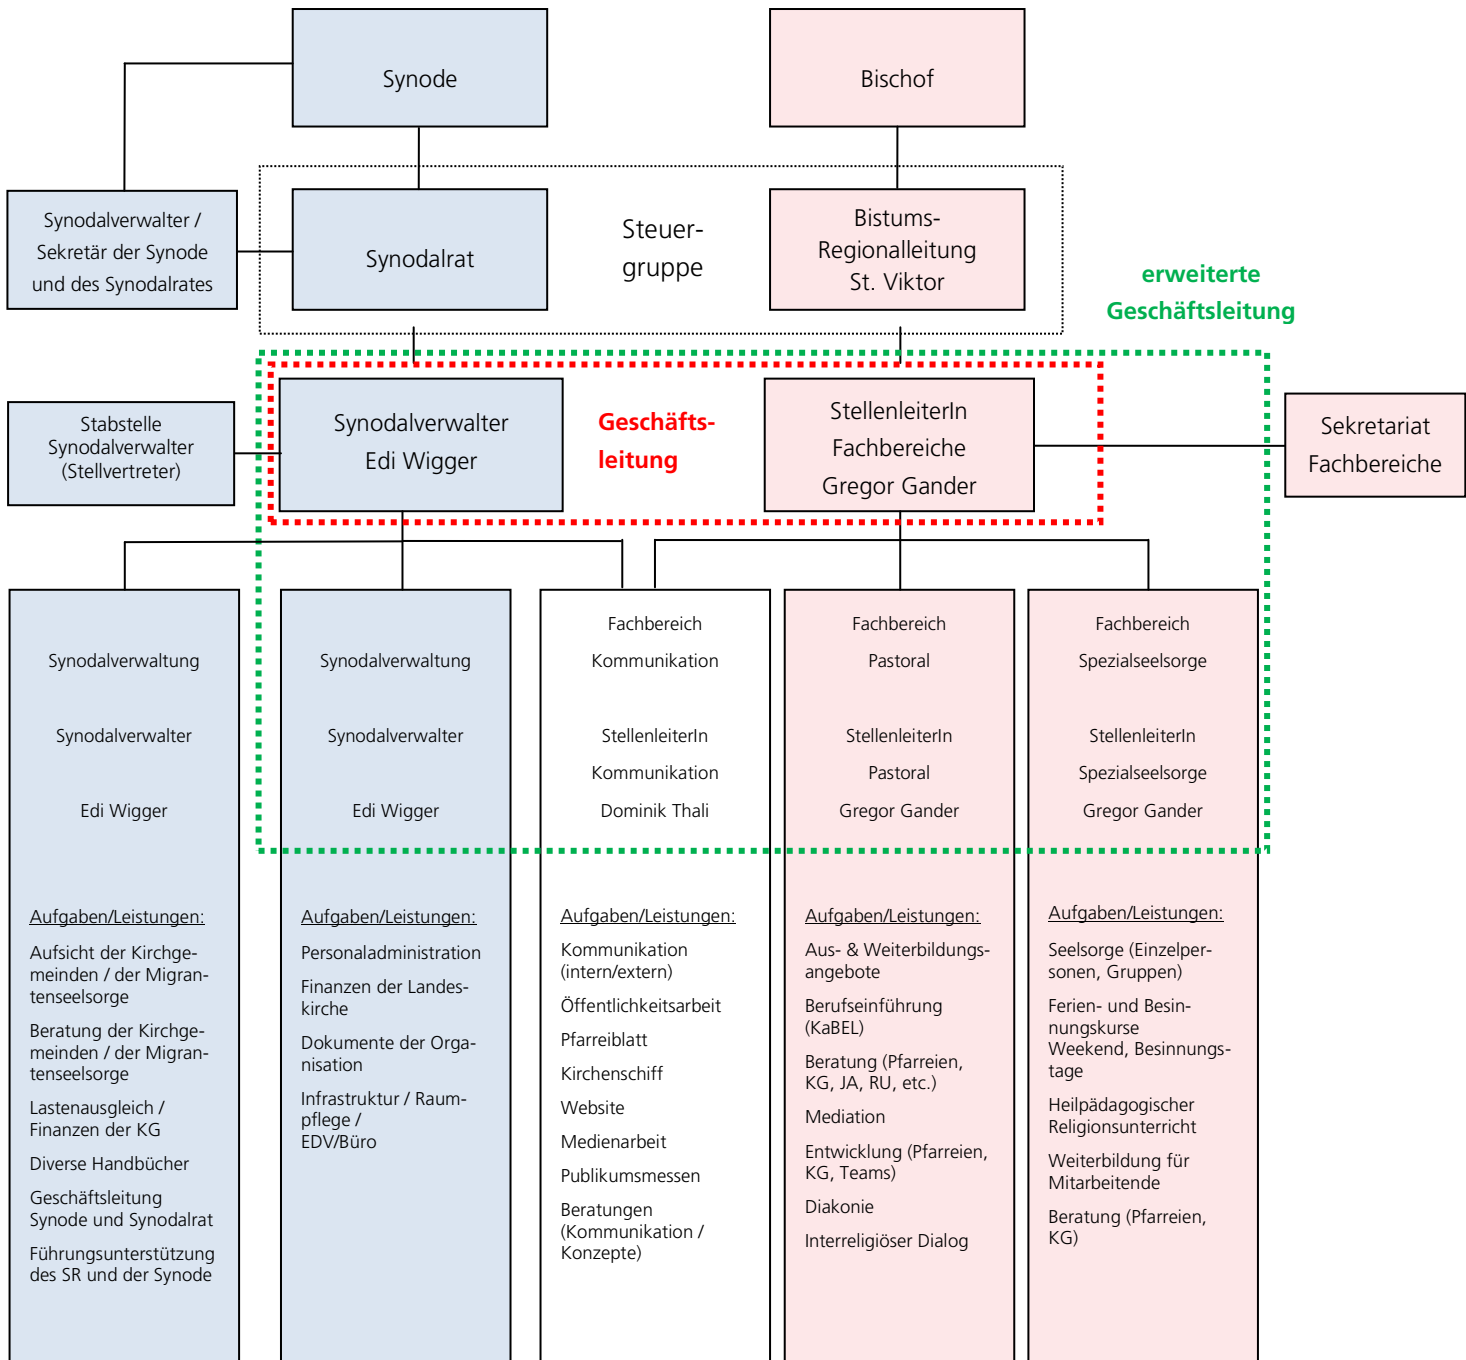 Synode
Bischof
Synodalverwalter /
Sekretär der Synode
und des Synodalrates
Synodalrat
Steuer-
gruppe
Bistums-
Regionalleitung
St. Viktor
erweiterte
Geschäftsleitung
Stabstelle
Synodalverwalter
(Stellvertreter)
Synodalverwalter
Edi Wigger
Geschäfts-
leitung
StellenleiterIn
Fachbereiche
Gregor Gander
Sekretariat
Fachbereiche
Synodalverwaltung
Synodalverwalter
Edi Wigger
Aufgaben/Leistungen:
Aufsicht der Kirchge-
meinden / der Migran-
tenseelsorge
Beratung der Kirchge-
meinden / der Migran-
tenseelsorge
Lastenausgleich /
Finanzen der KG
Diverse Handbücher
Geschäftsleitung
Synode und Synodalrat
Führungsunterstützung
des SR und der Synode
Synodalverwaltung
Synodalverwalter
Edi Wigger
Aufgaben/Leistungen:
Personaladministration
Finanzen der Landes-
kirche
Dokumente der Orga-
nisation
Infrastruktur / Raum-
pflege /
EDV/Büro
Fachbereich
Kommunikation
StellenleiterIn
Kommunikation
Dominik Thali
Aufgaben/Leistungen:
Kommunikation
(intern/extern)
Öffentlichkeitsarbeit
Pfarreiblatt
Kirchenschiff
Website
Medienarbeit
Publikumsmessen
Beratungen
(Kommunikation /
Konzepte)
Fachbereich
Pastoral
StellenleiterIn
Pastoral
Gregor Gander
Aufgaben/Leistungen:
Aus- & Weiterbildungs-
angebote
Berufseinführung
(KaBEL)
Beratung (Pfarreien,
KG, JA, RU, etc.)
Mediation
Entwicklung (Pfarreien,
KG, Teams)
Diakonie
Interreligiöser Dialog
Fachbereich
Spezialseelsorge
StellenleiterIn
Spezialseelsorge
Gregor Gander
Aufgaben/Leistungen:
Seelsorge (Einzelper-
sonen, Gruppen)
Ferien- und Besin-
nungskurse
Weekend, Besinnungs-
tage
Heilpädagogischer
Religionsunterricht
Weiterbildung für
Mitarbeitende
Beratung (Pfarreien,
KG)